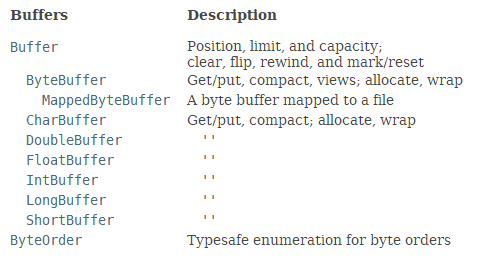 Buffers Description
Buffer Position, limit, and capacity;
clear, flip, rewind, and mark/reset
ByteBuffer Get/put, compact, views; allocate, wrap
MappedByteBuffer A byte buffer mapped to a file
CharBuffer Get/put, compact; allocate, wrap
DoubleBuffer ' '
FloatBuffer ' '
IntBuffer ' '
LongBuffer ' '
ShortBuffer ' '
ByteOrder Typesafe enumeration for byte orders